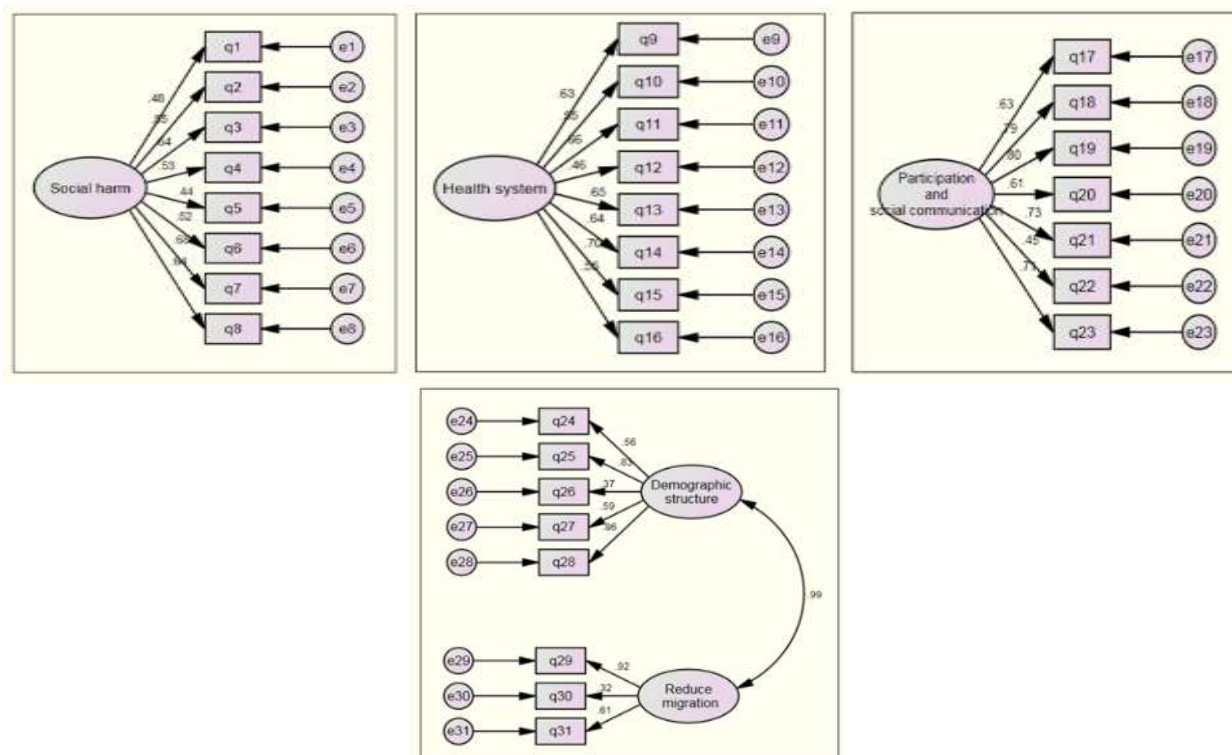 q1 e1
.48
q2 e2
q3 e3
.64
.53
q4 e4
Social harm
.44
q5 e5
.52
q6 e6
q7 e7
q8 e8
q9 e9
.63
q10 e10
q11 e11
.46
q12 e12
Health system
.65
q13 e13
.64
q14 e14
.70
q15 e15
q16 e16
q17 e17
.63
q18 e18
.79
q19 e19
.80
.61
q20 e20
Participation
and
social communication
.73
q21 e21
.45
q22 e22
q23 e23
e24 q24
.56
e25 q25
.83
e26 q26
.37
Demographic
structure
.59
e27 q27
e28 q28
.99
e29 q29
.92
e30 q30
.32
Reduce
migration
.61
e31 q31